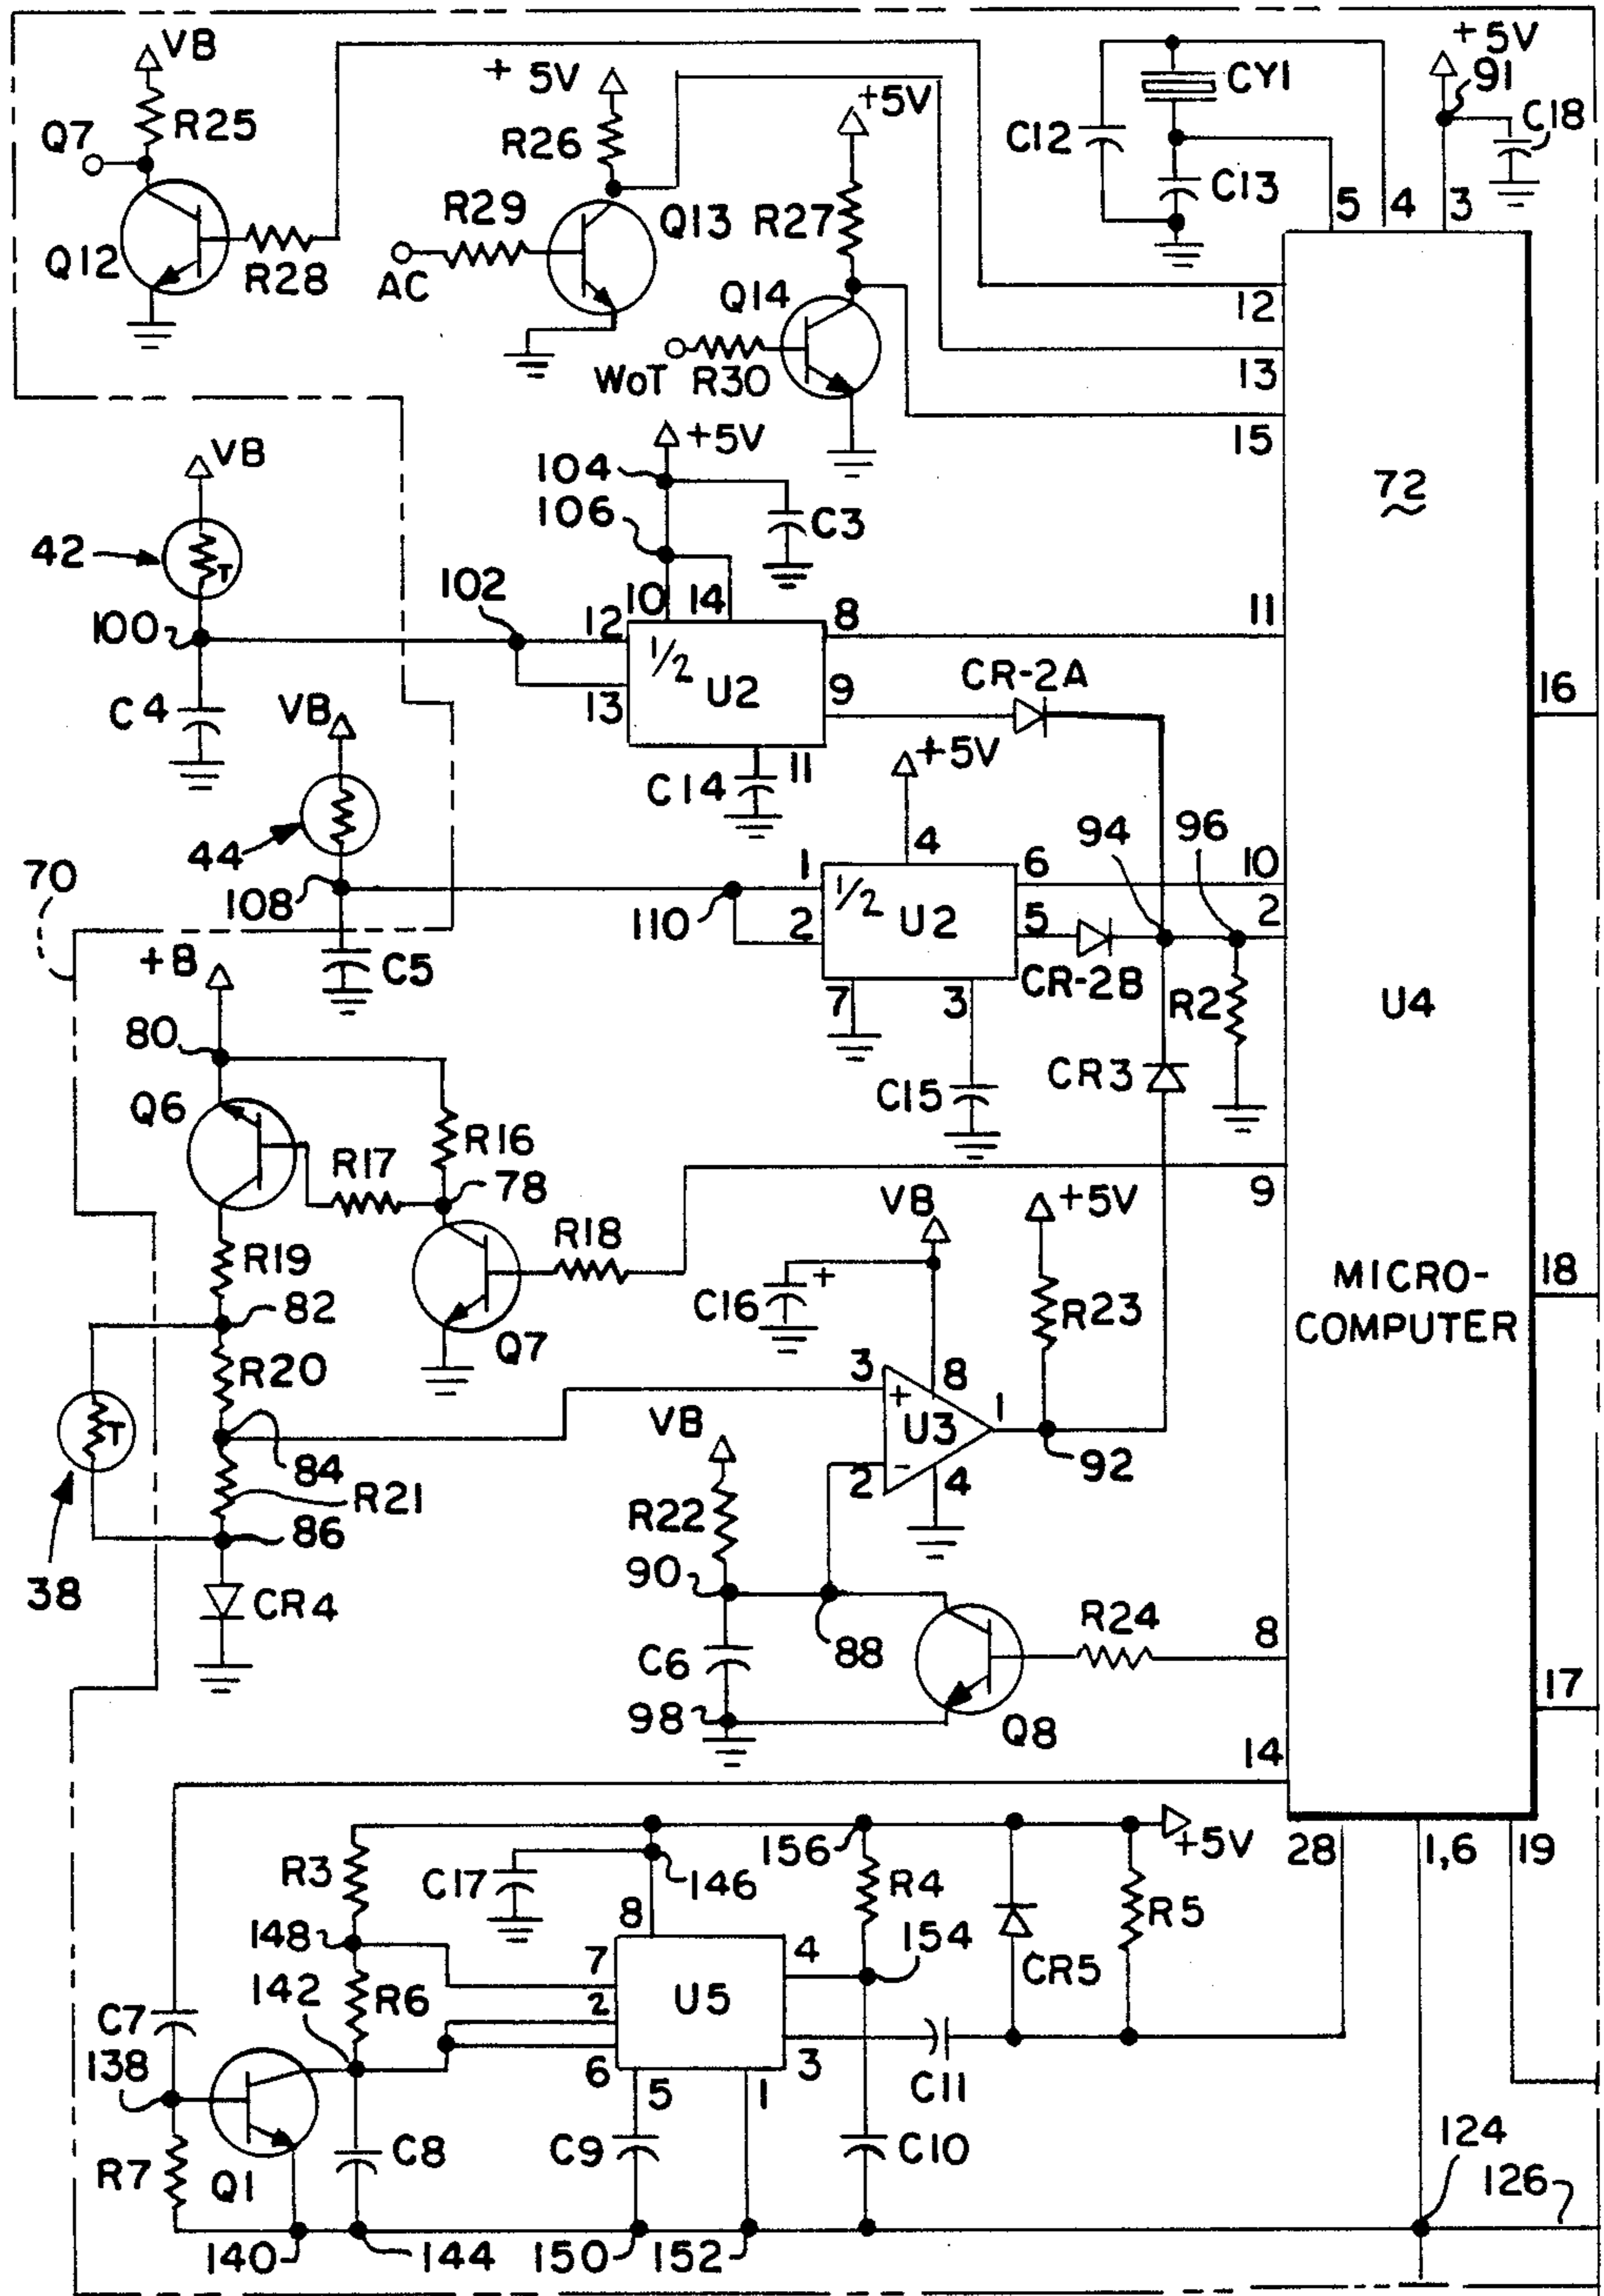 VB
+5V
+5V
+5V
91
CY1
C18
Q7
R25
R26
C12
C13
R29
Q13
R27
5
4
3
Q12
R28
AC
Q14
12
WoT
R30
13
15
+5V
VB
104
72
106
C3
42
T
102
10
14
100
12
8
11
1/2
U2
CR-2A
9
16
C4
VB
13
11
C14
+5V
44
4
94
96
70
1
6
10
108
110
1/2
U2
2
2
5
+8
C5
7
3
CR-2B
R2
U4
80
C15
CR3
Q6
R16
R17
78
9
VB
+5V
R18
R19
+
C16
R23
MICRO-
COMPUTER
18
82
Q7
R20
3
8
1
VB
+
U3
T
84
-
2
4
92
R21
R22
86
90
38
CR4
R24
8
88
C6
98
Q8
17
14
156
+5V
28
1,6
19
R3
C17
146
R4
R5
8
148
7
4
154
142
R6
2
U5
CR5
C7
138
6
3
5
1
C11
124
R7
Q1
C8
C9
C10
126
140
144
150
152